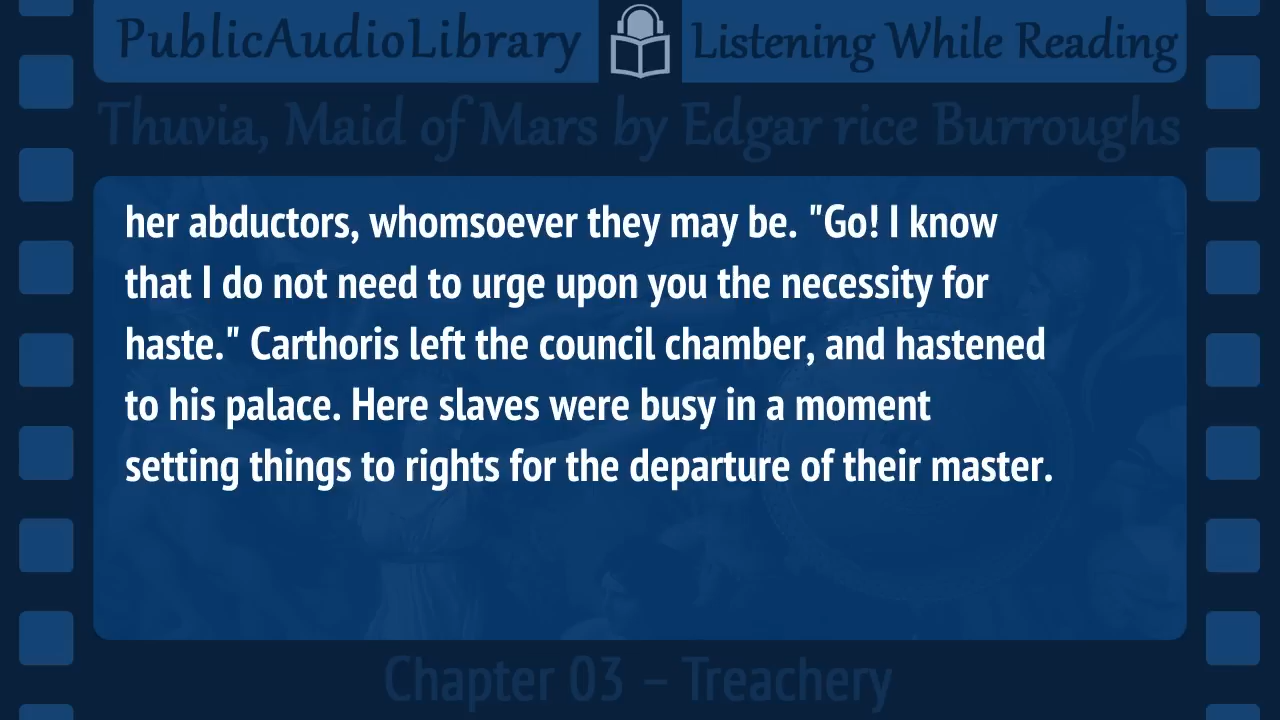 PublicAudioLibrary Listening While Reading
Thuvia, Maid of Mars by Edgar rice Burroughs
her abductors, whomsoever they may be. "Go! I know
that I do not need to urge upon you the necessity for
haste." Carthoris left the council chamber, and hastened
to his palace. Here slaves were busy in a moment
setting things to rights for the departure of their master.
Chapter 03 – Treachery